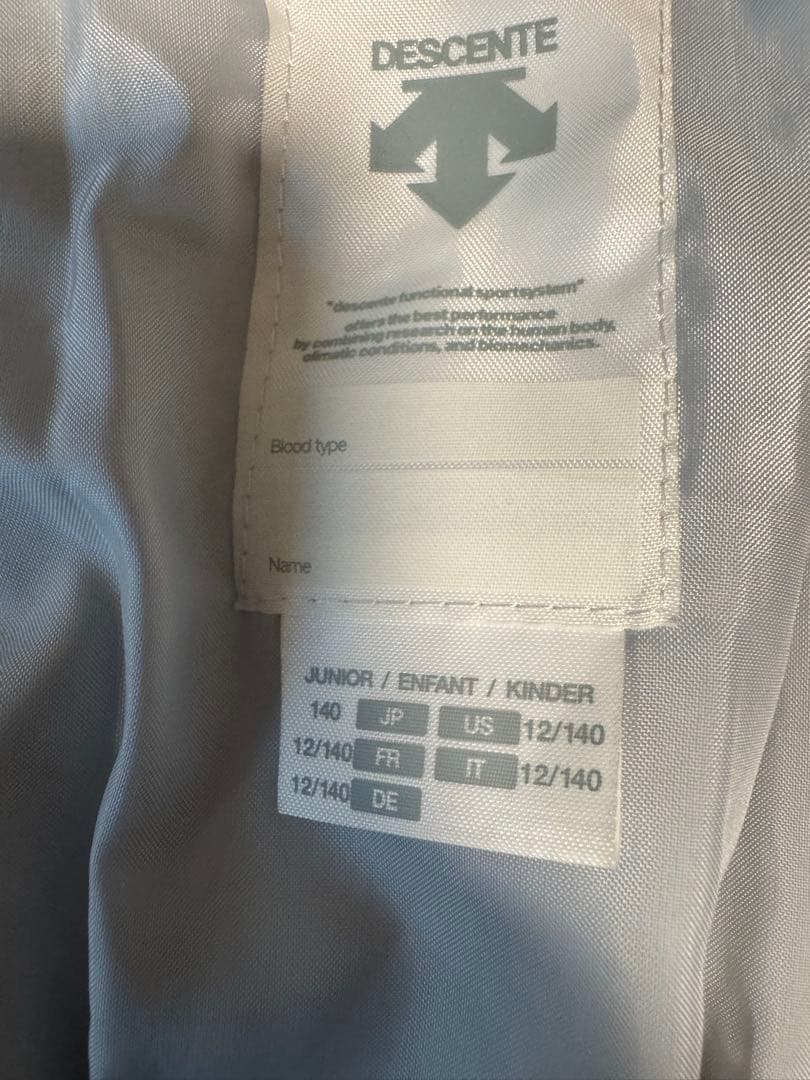 DESCENTE
"descente functional sportsystem"
offers the best performance
by combining research on the human body,
climatic conditions, and biomechanics.
Blood type
Name
JUNIOR / ENFANT / KINDER
140 JP US 12/140
12/140 FR IT 12/140
12/140 DE